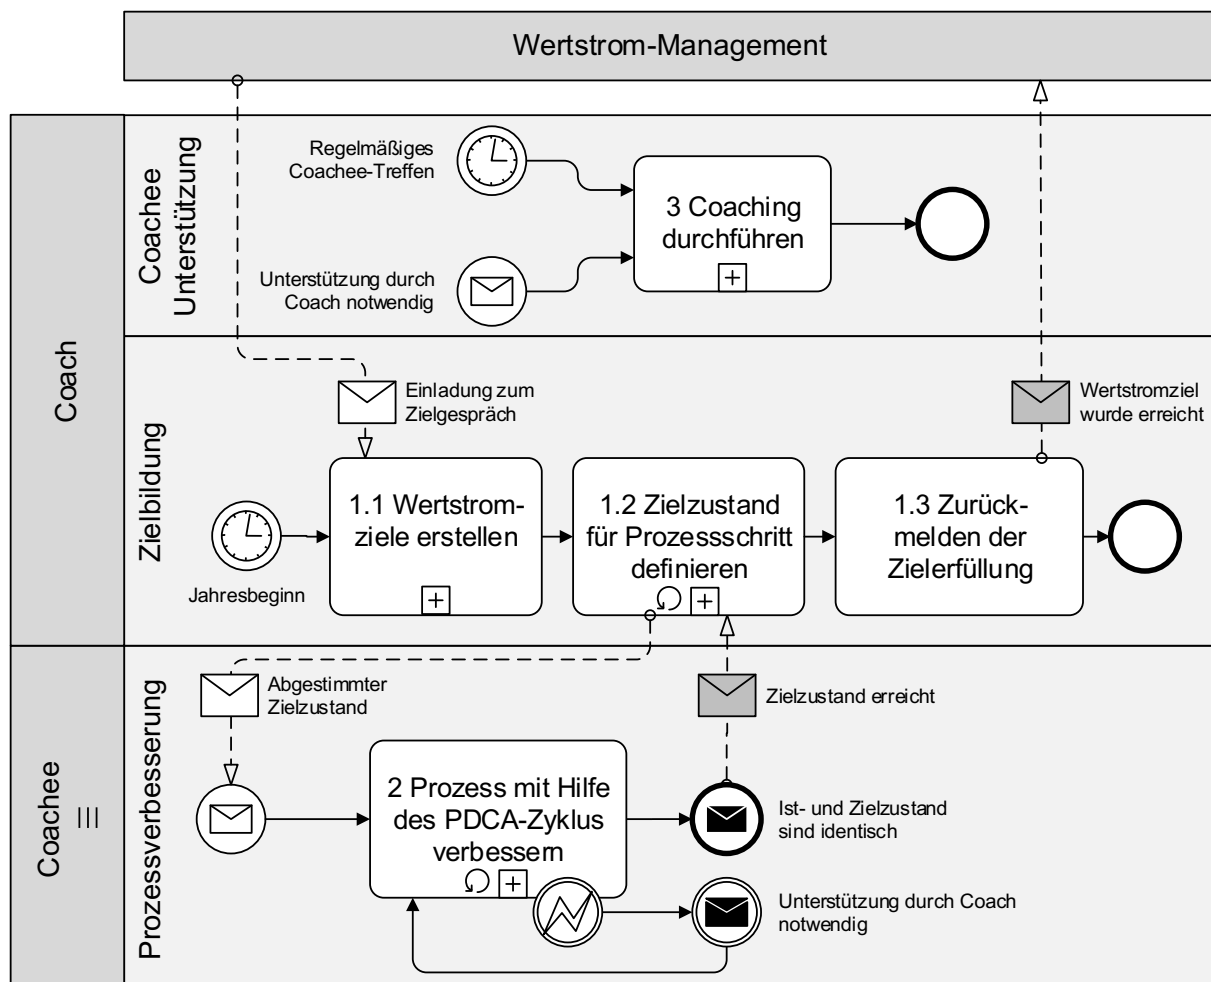 Wertstrom-Management
Coach
Coachee
Unterstützung
Regelmäßiges
Coachee-Treffen
Unterstützung durch
Coach notwendig
3 Coaching
durchführen
Zielbildung
Einladung zum
Zielgespräch
Wertstromziel
wurde erreicht
Jahresbeginn
1.1 Wertstrom-
ziele erstellen
1.2 Zielzustand
für Prozessschritt
definieren
1.3 Zurück-
melden der
Zielerfüllung
Coachee
Prozessverbesserung
Abgestimmter
Zielzustand
Zielzustand erreicht
2 Prozess mit Hilfe
des PDCA-Zyklus
verbessern
Ist- und Zielzustand
sind identisch
Unterstützung durch Coach
notwendig